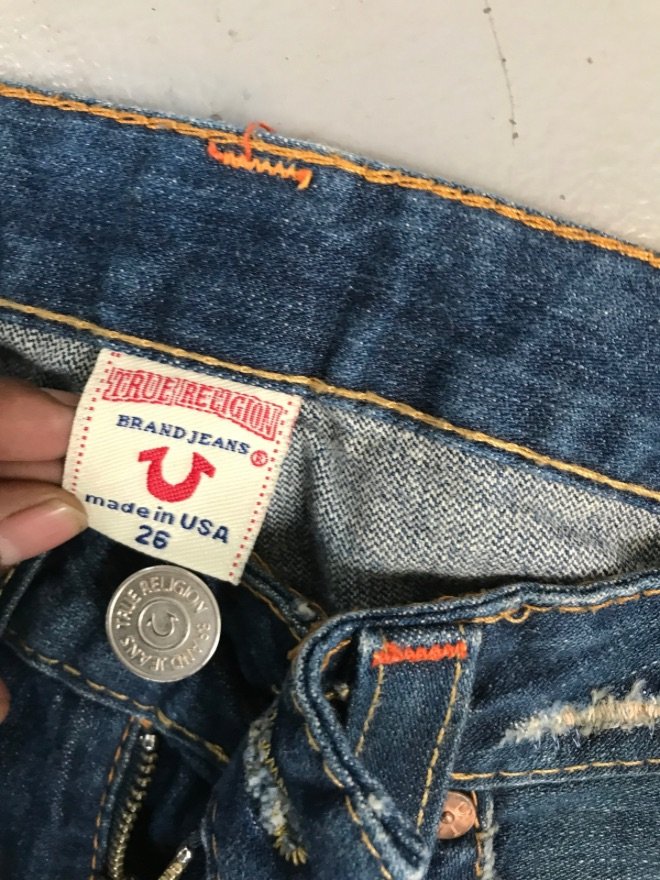 TRUE RELIGION
BRAND JEANS
®
made in USA
26
TRUE RELIGION BRAND JEANS